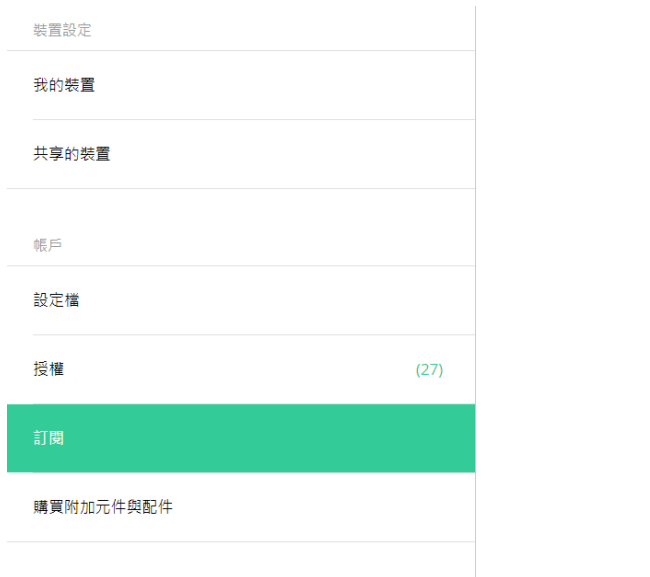 裝置設定
我的裝置
共享的裝置
帳戶
設定檔
授權 (27)
訂閱
購買附加元件與配件